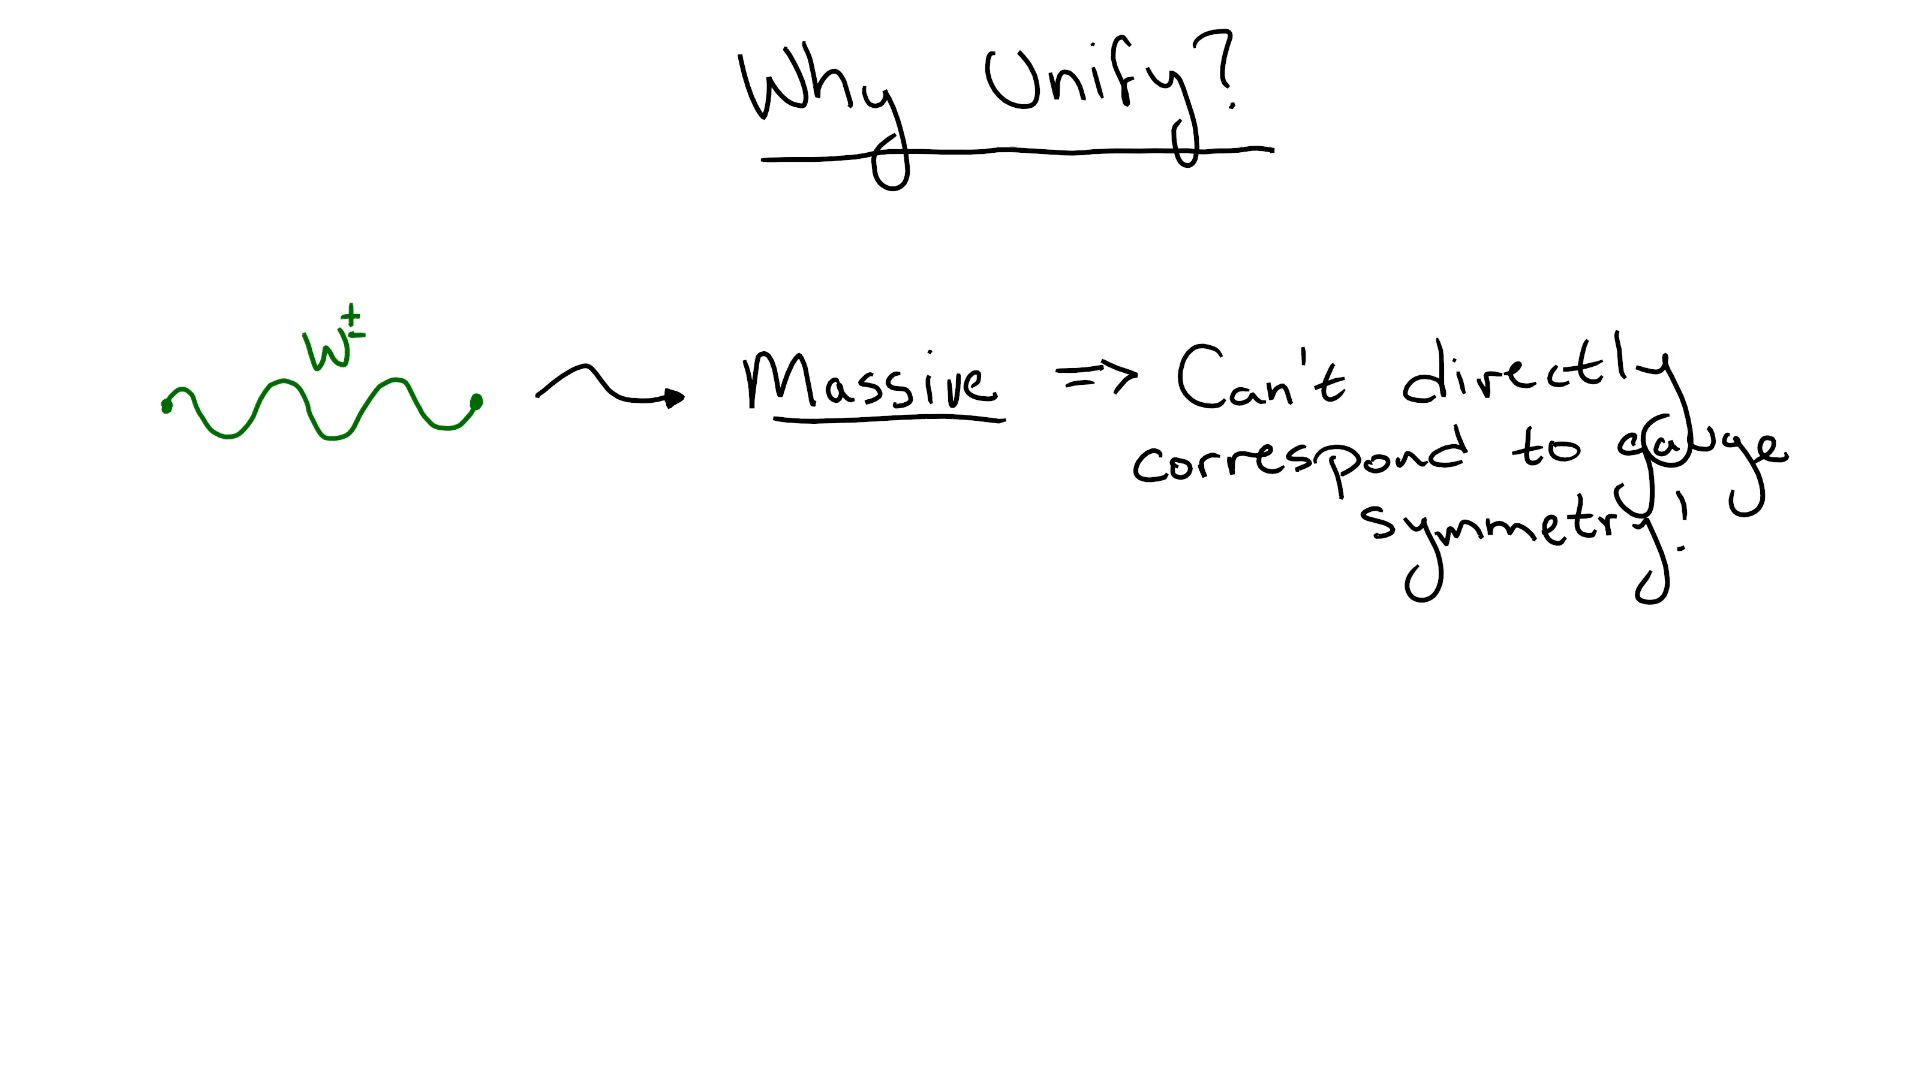 Why Unify?
W±
Massive => Can't directly
correspond to gauge
symmetry!